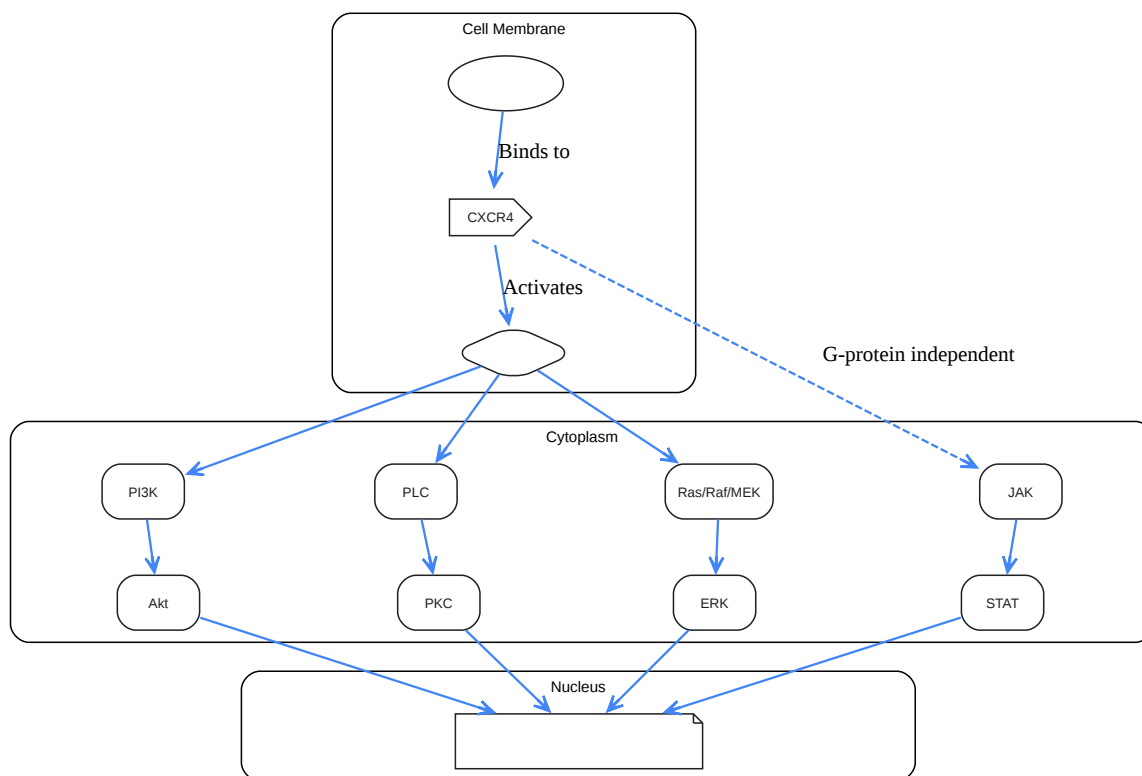 Cell Membrane
Binds to
CXCR4
Activates
G-protein independent
Cytoplasm
PI3K
PLC
Ras/Raf/MEK
JAK
Akt
PKC
ERK
STAT
Nucleus